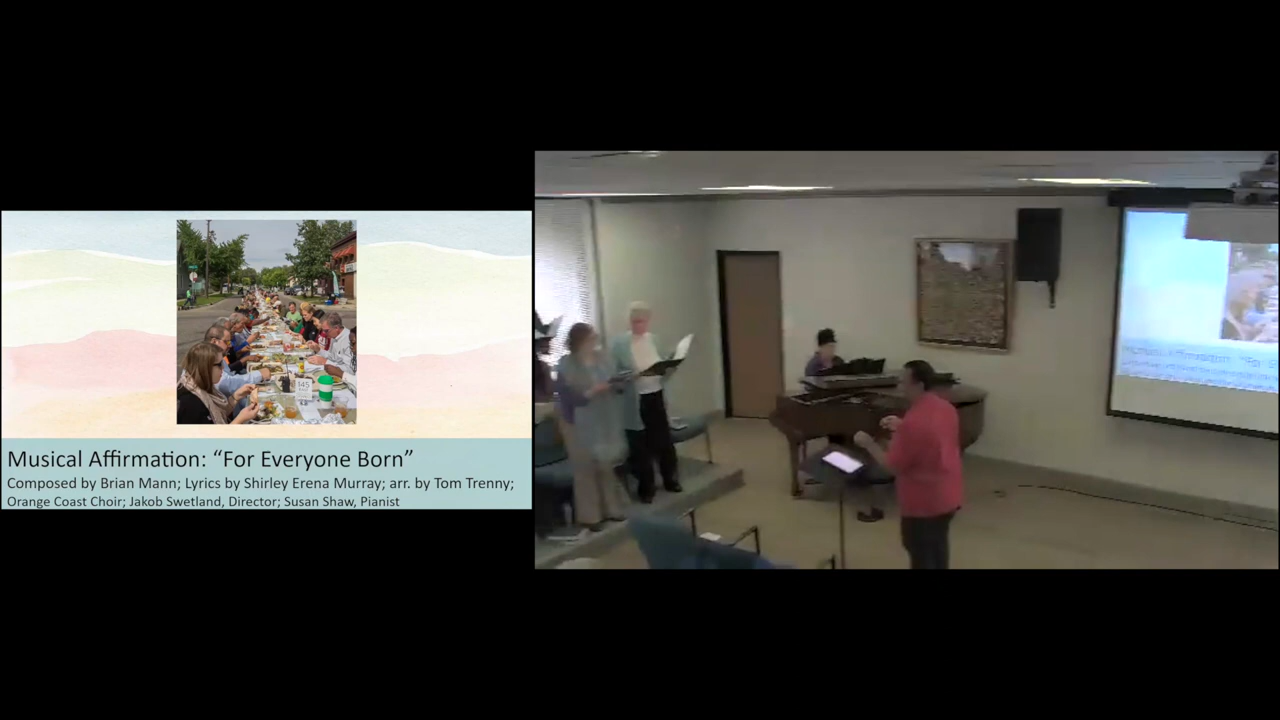 145
Musical Affirmation: “For Everyone Born”
Composed by Brian Mann; Lyrics by Shirley Erena Murray; arr. by Tom Trenny;
Orange Coast Choir; Jakob Swetland, Director; Susan Shaw, Pianist